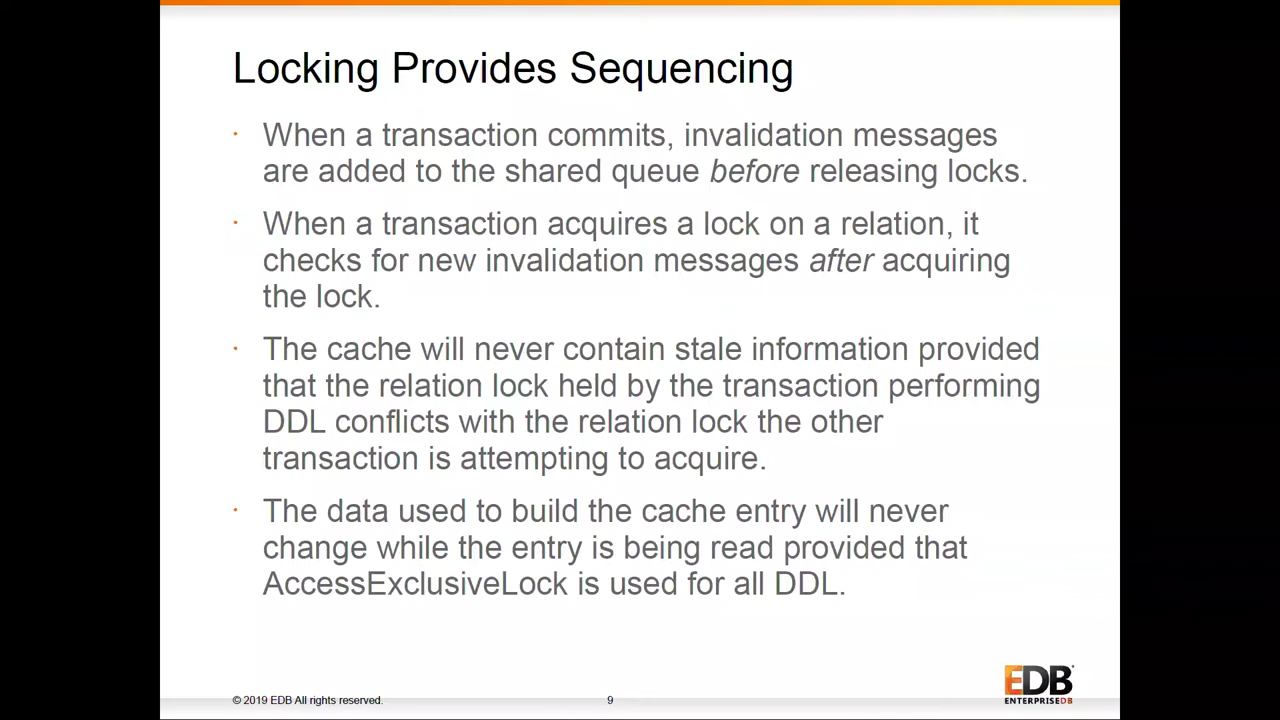 Locking Provides Sequencing
· When a transaction commits, invalidation messages
are added to the shared queue before releasing locks.
· When a transaction acquires a lock on a relation, it
checks for new invalidation messages after acquiring
the lock.
· The cache will never contain stale information provided
that the relation lock held by the transaction performing
DDL conflicts with the relation lock the other
transaction is attempting to acquire.
· The data used to build the cache entry will never
change while the entry is being read provided that
AccessExclusiveLock is used for all DDL.
EDB
ENTERPRISEDB
© 2019 EDB All rights reserved.
9